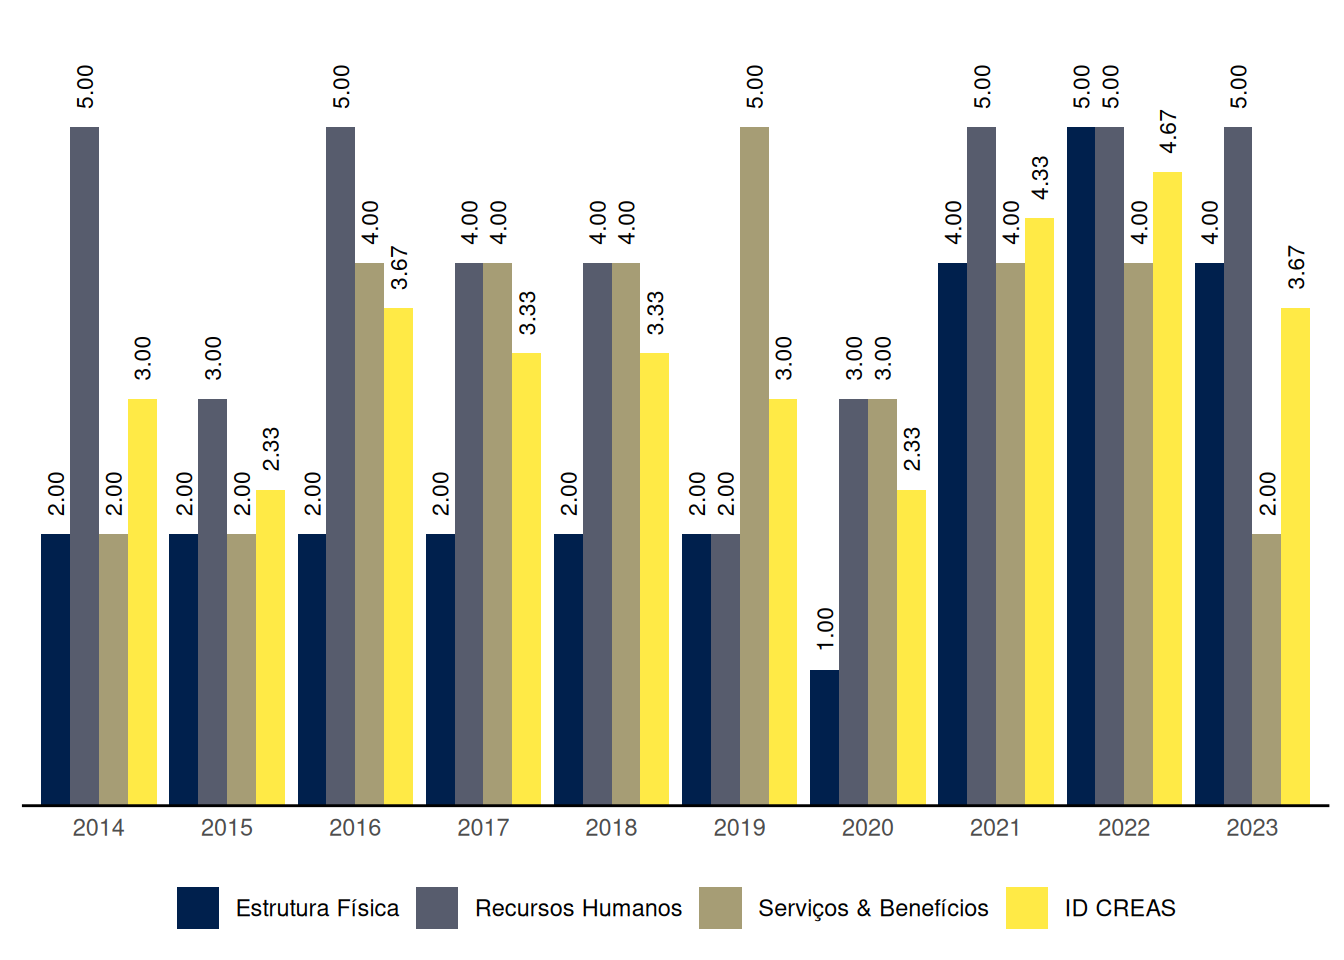 5.00 5.00 5.00 5.00 5.00 5.00 5.00
4.67
4.33
4.00 4.00 4.00 4.00 4.00 4.00 4.00 4.00 4.00
3.67 3.67
3.33 3.33
3.00 3.00 3.00 3.00 3.00
2.33 2.33
2.00 2.00 2.00 2.00 2.00 2.00 2.00 2.00 2.00 2.00
1.00
2014 2015 2016 2017 2018 2019 2020 2021 2022 2023
Estrutura Física Recursos Humanos Serviços & Benefícios ID CREAS